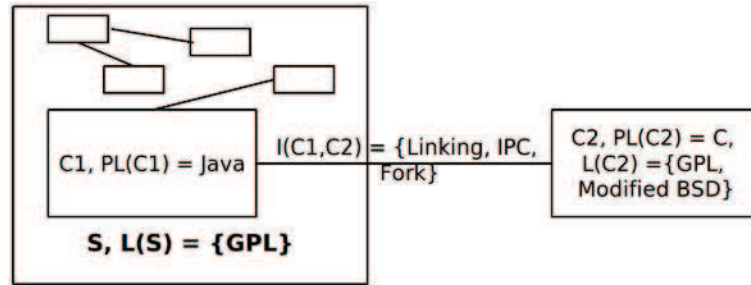 C1, PL(C1) = Java
I(C1,C2) = {Linking, IPC,
Fork}
C2, PL(C2) = C,
L(C2) ={GPL,
Modified BSD}
S, L(S) = {GPL}